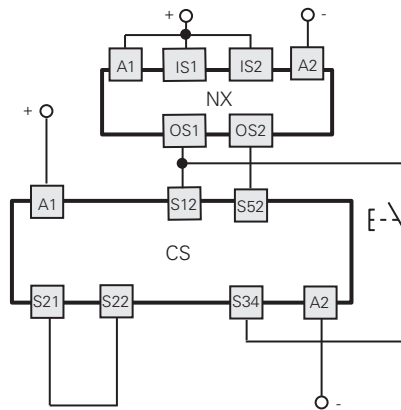 + -
A1 IS1 IS2 A2
NX
OS1 OS2
+
A1 S12 S52
CS
S21 S22 S34 A2
-